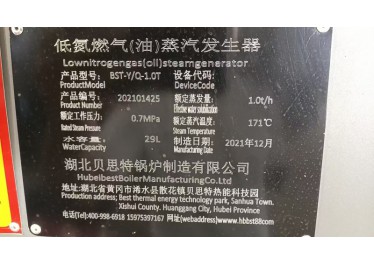 低氮燃气(油)蒸汽发生器
Lownitrogengas(oil)steamgenerator
产品型号: BST-Y/Q-1.0T 设备代码:
ProductModel DeviceCode
产品编号: 202101425 额定蒸发量: 1.0t/h
Product Number Effective water solubilization
额定工作压力: 0.7MPa 额定蒸汽温度: 171℃
Rated Steam Pressure Steam Temperature
水容量: 29L 制造日期: 2021年12月
WaterCapacity Manufacturing Date
湖北贝思特锅炉制造有限公司
HubeibestBoilerManufacturingCo.Ltd
地址:湖北省黄冈市浠水县散花镇贝思特热能科技园
Production address; Best thermal energy technology park, Sanhua Town.
Xishui County. Huanggang City, Hubei Province
电话(Tel):400-998-6918 15975397167 网址(webaddress)www.hbbst88.com